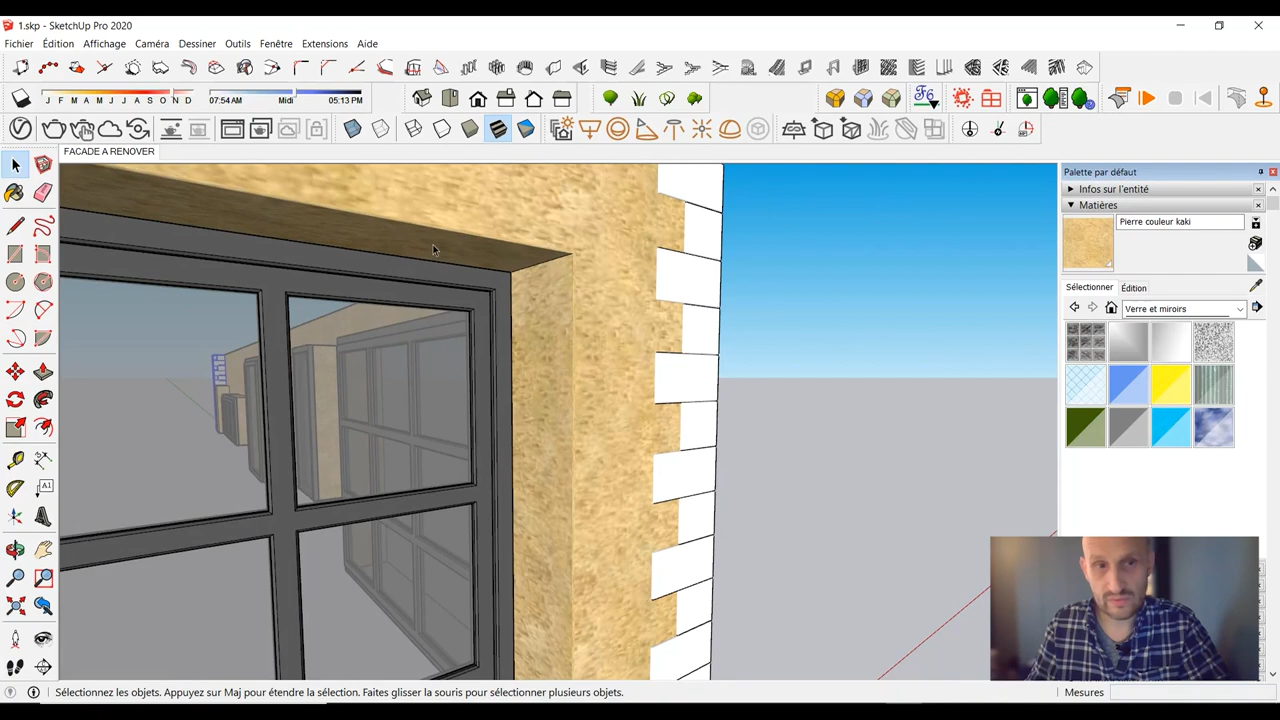 1.skp - SketchUp Pro 2020
Fichier Édition Affichage Caméra Dessiner Outils Fenêtre Extensions Aide
J F M A M J J A S O N D 07:54 AM Midi 05:13 PM
FACADE A RENOVER
Palette par défaut
Infos sur l'entité
Matières
Pierre couleur kaki
Sélectionner Édition
Verre et miroirs
A1
Sélectionnez les objets. Appuyez sur Maj pour étendre la sélection. Faites glisser la souris pour sélectionner plusieurs objets.
Mesures